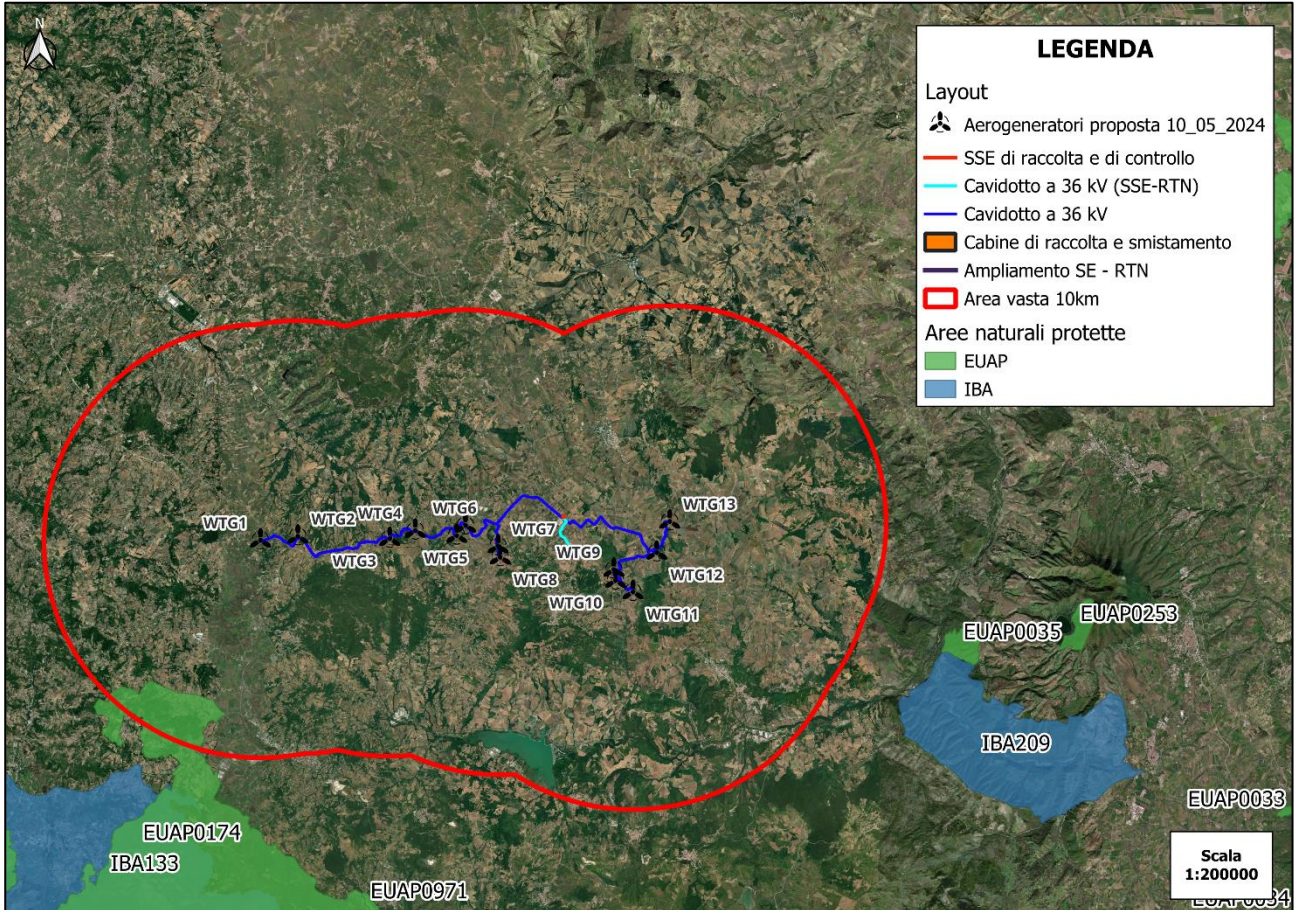 N
LEGENDA
Layout
Aerogeneratori proposta 10_05_2024
SSE di raccolta e di controllo
Cavidotto a 36 kV (SSE-RTN)
Cavidotto a 36 kV
Cabine di raccolta e smistamento
Ampliamento SE - RTN
Area vasta 10km
Aree naturali protette
EUAP
IBA
WTG1
WTG2
WTG3
WTG4
WTG5
WTG6
WTG7
WTG8
WTG9
WTG10
WTG11
WTG12
WTG13
EUAP0035
EUAP0253
IBA209
EUAP0033
EUAP0174
IBA133
EUAP0971
Scala
1:200000
EUAP0034